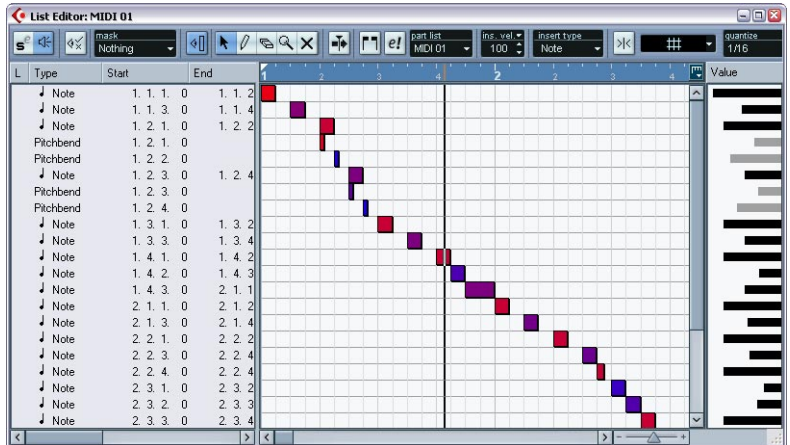 List Editor: MIDI 01
mask
Nothing
part list
MIDI 01
ins. vel.
100
insert type
Note
quantize
1/16
L Type Start End 1 2 3 4 2 2 3 4 Value
Note 1. 1. 1. 0 1. 1. 2
Note 1. 1. 3. 0 1. 1. 4
Note 1. 2. 1. 0 1. 2. 2
Pitchbend 1. 2. 1. 0
Pitchbend 1. 2. 2. 0
Note 1. 2. 3. 0 1. 2. 4
Pitchbend 1. 2. 3. 0
Pitchbend 1. 2. 4. 0
Note 1. 3. 1. 0 1. 3. 2
Note 1. 3. 3. 0 1. 3. 4
Note 1. 4. 1. 0 1. 4. 2
Note 1. 4. 2. 0 1. 4. 3
Note 1. 4. 3. 0 2. 1. 1
Note 2. 1. 1. 0 2. 1. 2
Note 2. 1. 3. 0 2. 1. 4
Note 2. 2. 1. 0 2. 2. 2
Note 2. 2. 3. 0 2. 2. 4
Note 2. 2. 4. 0 2. 2. 4
Note 2. 3. 1. 0 2. 3. 2
Note 2. 3. 2. 0 2. 3. 3
Note 2. 3. 3. 0 2. 3. 4